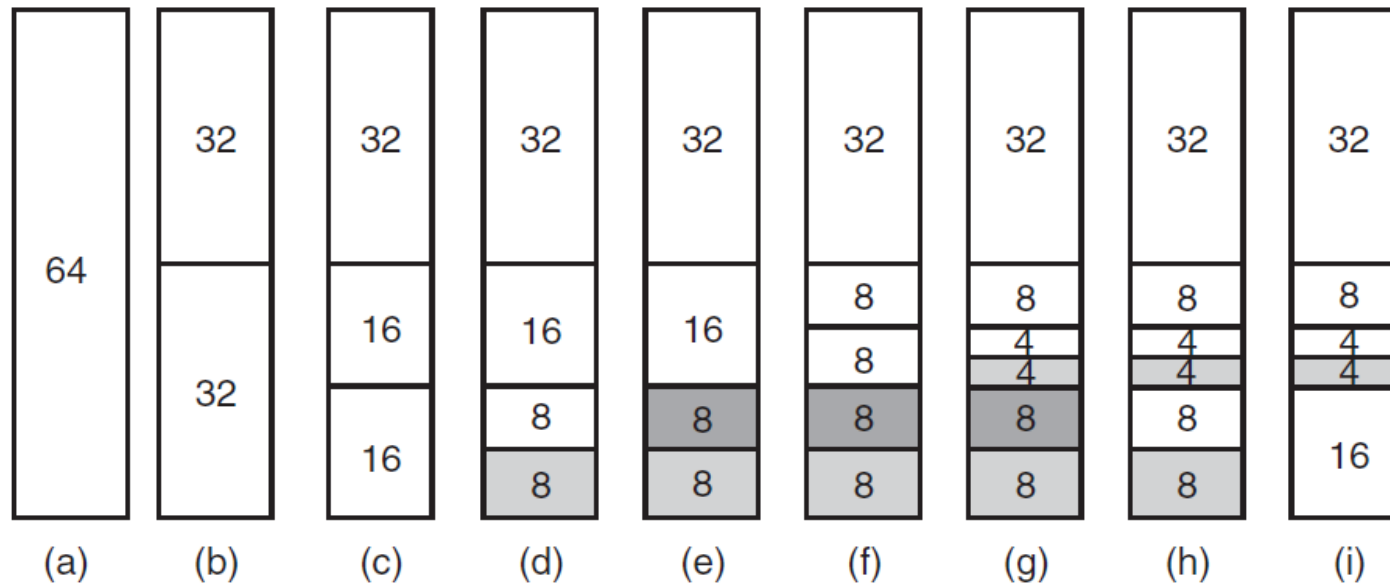 32 32 32 32 32 32 32 32
64
16 16 16 8 8 8 8
8 4 4 4
32 4 4 4
16 8 8 8 8 8 16
8 8 8 8 8
(a) (b) (c) (d) (e) (f) (g) (h) (i)